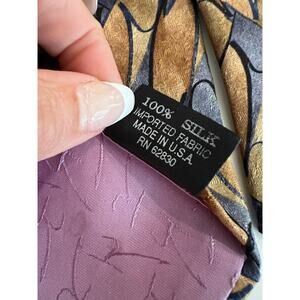 100% SILK
IMPORTED FABRIC
MADE IN U.S.A.
RN 62830